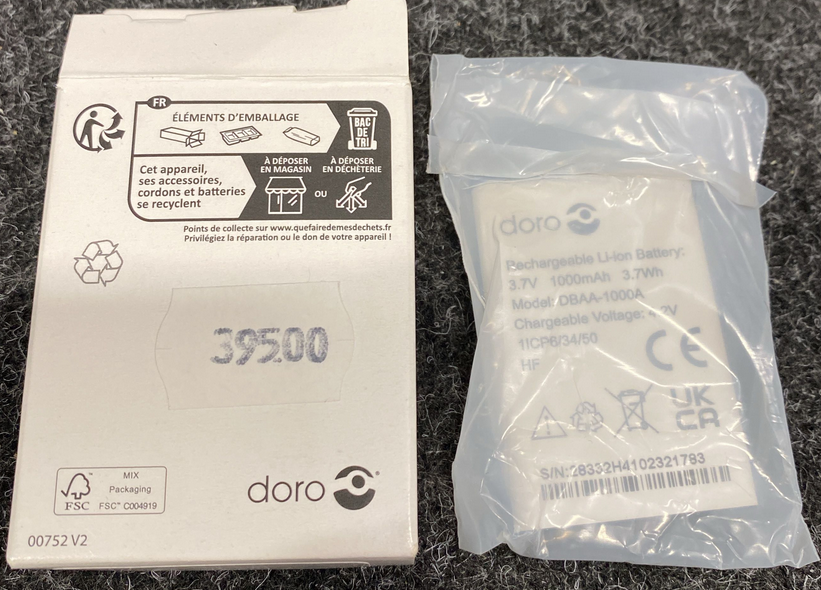 FR
ÉLÉMENTS D'EMBALLAGE
BAC
DE
TRI
Cet appareil,
ses accessoires,
cordons et batteries
se recyclent
À DÉPOSER
EN MAGASIN
OU
À DÉPOSER
EN DÉCHÈTERIE
Points de collecte sur www.quefairedemesdechets.fr
Privilégiez la réparation ou le don de votre appareil !
39500
FSC™
MIX
Packaging
FSC® C004919
doro®
00752 V2
doro
Rechargeable Li-ion Battery:
3.7V 1000mAh 3.7Wh
Model: DBAA-1000A
Chargeable Voltage: 4.2V
1ICP6/34/50
HF
CE
UK
CA
S/N:28332H4102321783